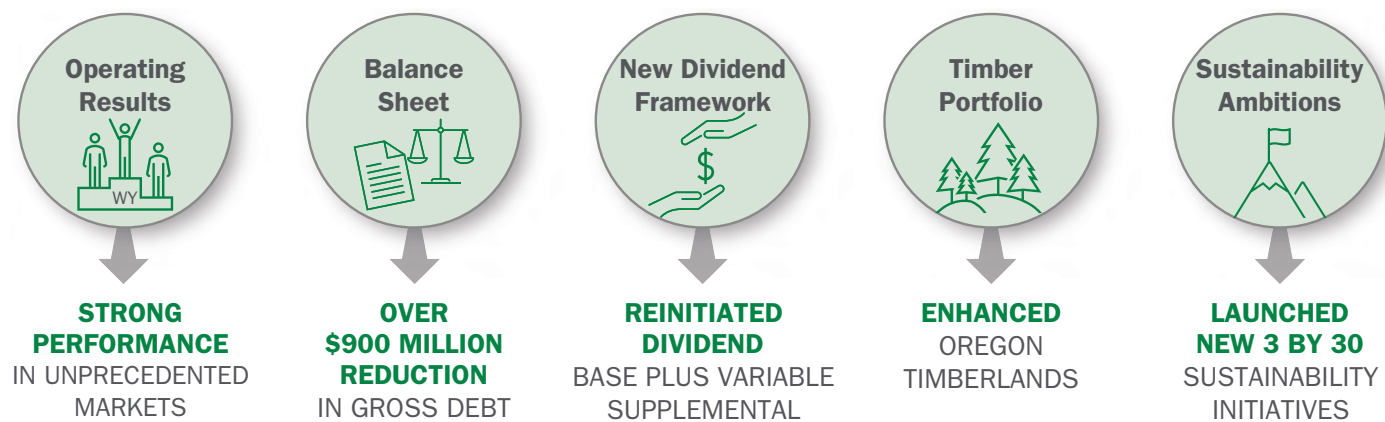 Operating
Results
WY
STRONG
PERFORMANCE
IN UNPRECEDENTED
MARKETS
Balance
Sheet
OVER
$900 MILLION
REDUCTION
IN GROSS DEBT
New Dividend
Framework
$
REINITIATED
DIVIDEND
BASE PLUS VARIABLE
SUPPLEMENTAL
Timber
Portfolio
ENHANCED
OREGON
TIMBERLANDS
Sustainability
Ambitions
LAUNCHED
NEW 3 BY 30
SUSTAINABILITY
INITIATIVES